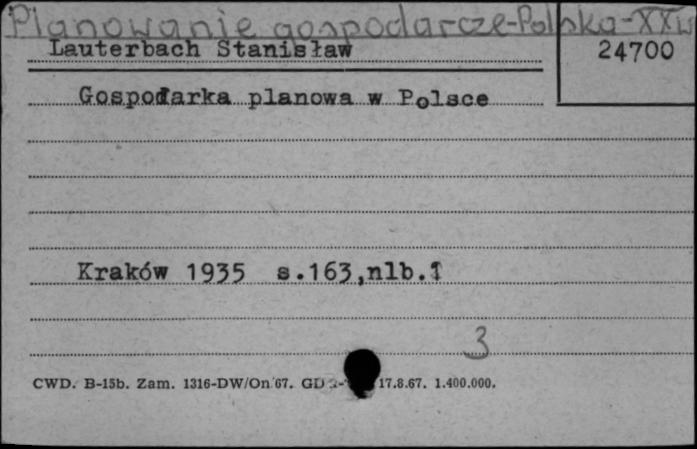 Planowanie gospodarcze-Polska-XXw
Lauterbach Stanisław
24700
Gospodarka planowa w Polsce
Kraków 1935 s.163,nlb.1
3
CWD. B-15b. Zam. 1316-DW/On 67. GD 17.8.67. 1.400.000.